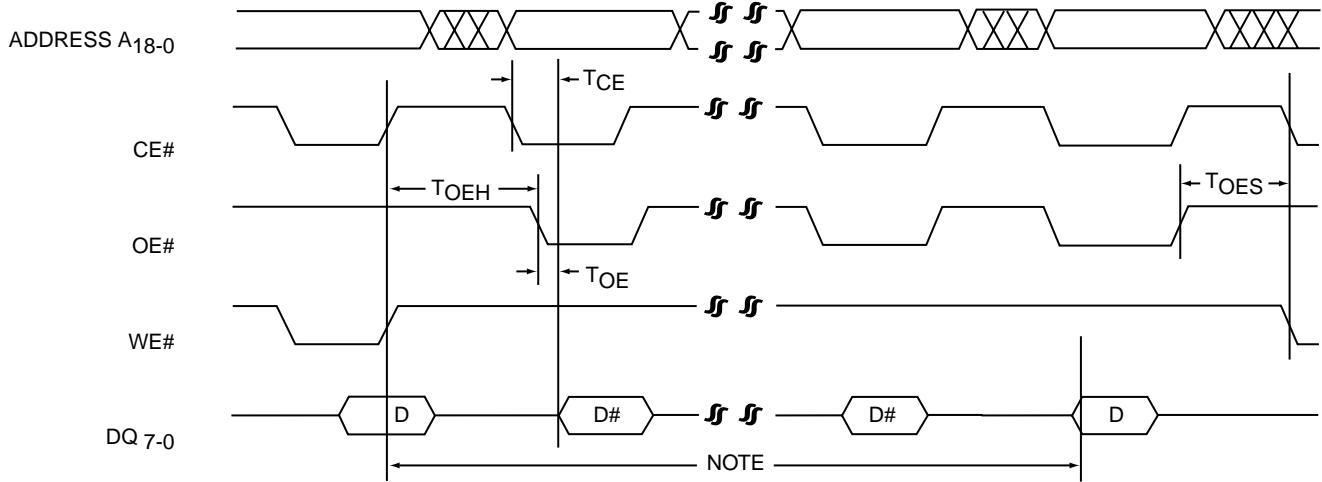 ADDRESS A18-0
TCE
CE#
TOEH
TOES
OE#
TOE
WE#
D
D#
D#
D
DQ 7-0
NOTE